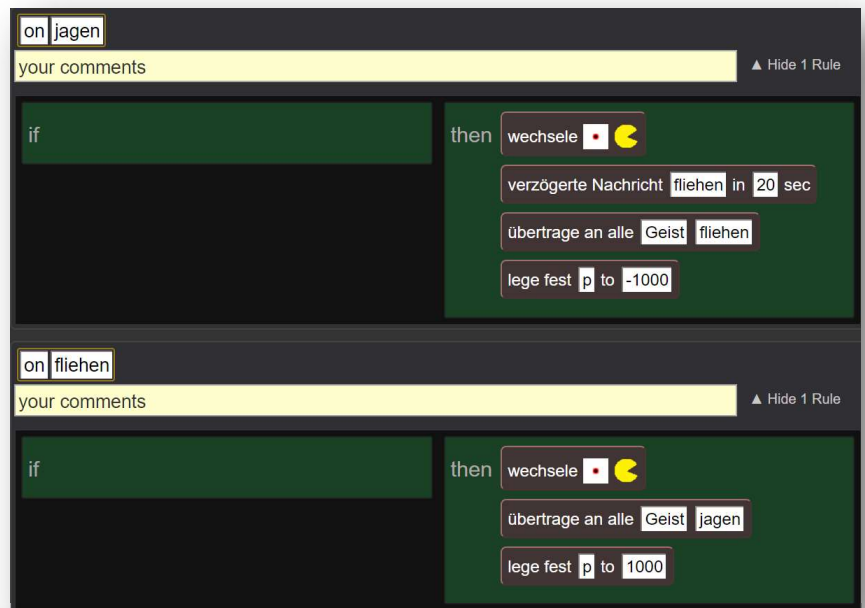 on jagen
your comments
▲ Hide 1 Rule
if
then wechsele
verzögerte Nachricht fliehen in 20 sec
übertrage an alle Geist fliehen
lege fest p to -1000
on fliehen
your comments
▲ Hide 1 Rule
if
then wechsele
übertrage an alle Geist jagen
lege fest p to 1000